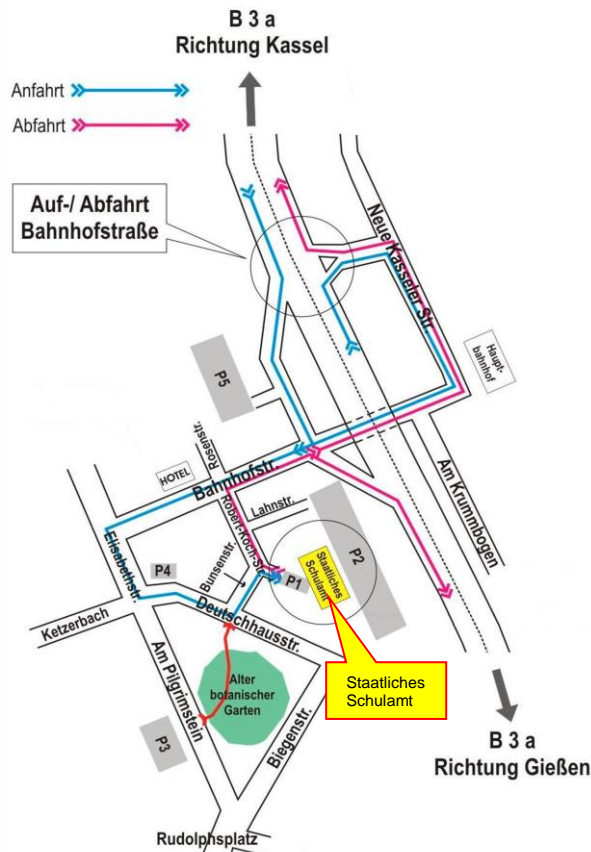 B 3 a
Richtung Kassel
Anfahrt
Abfahrt
Auf-/ Abfahrt
Bahnhofstraße
Neue Kasseler Str.
Haupt-
bahnhof
P5
Rosenstr.
HOTEL
Bahnhofstr.
Am Krummbogen
Lahnstr.
Robert-Koch-Str.
Elisabethstr.
P4
Bunsenstr.
P1
Staatliches
Schulamt
P2
Deutschhausstr.
Ketzerbach
Am Pilgrimstein
Alter
botanischer
Garten
Staatliches
Schulamt
P3
Biegenstr.
B 3 a
Richtung Gießen
Rudolphsplatz